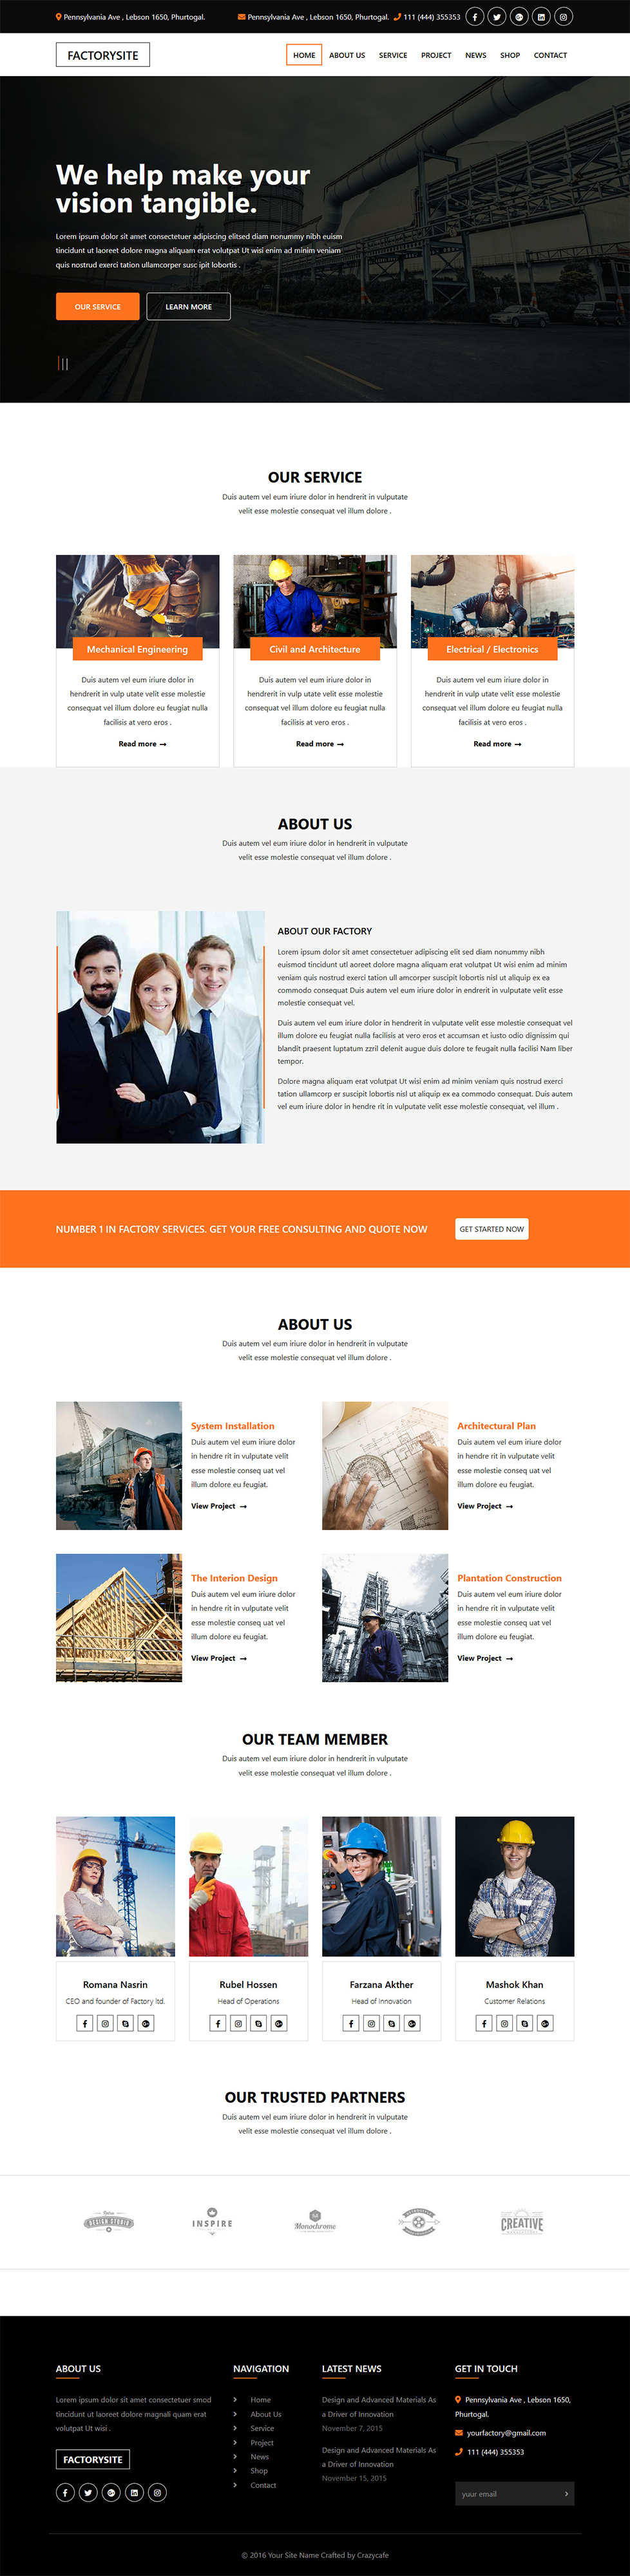 Pennsylvania Ave , Lebson 1650, Phurtogal.
Pennsylvania Ave , Lebson 1650, Phurtogal.
111 (444) 355353
FACTORYSITE
HOME
ABOUT US
SERVICE
PROJECT
NEWS
SHOP
CONTACT
We help make your
vision tangible.
Lorem ipsum dolor sit amet consectetuer adipiscing elitsed diam nonummy nibh euism
tincidunt ut laoreet dolore magna aliquam erat volutpat Ut wisi enim ad minim veniam
quis nostrud exerci tation ullamcorper susc ipit lobortis .
OUR SERVICE
LEARN MORE
OUR SERVICE
Duis autem vel eum iriure dolor in hendrerit in vulputate
velit esse molestie consequat vel illum dolore .
Mechanical Engineering
Duis autem vel eum iriure dolor in
hendrerit in vulp utate velit esse molestie
consequat vel illum dolore eu feugiat nulla
facilisis at vero eros .
Read more
Civil and Architecture
Duis autem vel eum iriure dolor in
hendrerit in vulp utate velit esse molestie
consequat vel illum dolore eu feugiat nulla
facilisis at vero eros .
Read more
Electrical / Electronics
Duis autem vel eum iriure dolor in
hendrerit in vulp utate velit esse molestie
consequat vel illum dolore eu feugiat nulla
facilisis at vero eros .
Read more
ABOUT US
Duis autem vel eum iriure dolor in hendrerit in vulputate
velit esse molestie consequat vel illum dolore .
ABOUT OUR FACTORY
Lorem ipsum dolor sit amet consectetuer adipiscing elit sed diam nonummy nibh
euismod tincidunt utl aoreet dolore magna aliquam erat volutpat Ut wisi enim ad minim
veniam quis nostrud exerci tation ull amcorper suscipit lobortis nisl ut aliquip ex ea
commodo consequat Duis autem vel eum iriure dolor in endrerit in vulputate velit esse
molestie consequat vel.
Duis autem vel eum iriure dolor in hendrerit in vulputate velit esse molestie consequat vel
illum dolore eu feugiat nulla facilisis at vero eros et accumsan et iusto odio dignissim qui
blandit praesent luptatum zzril delenit augue duis dolore te feugait nulla facilisi Nam liber
tempor.
Dolore magna aliquam erat volutpat Ut wisi enim ad minim veniam quis nostrud exerci
tation ullamcorp er suscipit lobortis nisl ut aliquip ex ea commodo consequat. Duis autem
vel eum iriure dolor in hendre rit in vulputate velit esse molestie consequat, vel illum .
NUMBER 1 IN FACTORY SERVICES. GET YOUR FREE CONSULTING AND QUOTE NOW
GET STARTED NOW
ABOUT US
Duis autem vel eum iriure dolor in hendrerit in vulputate
velit esse molestie consequat vel illum dolore .
System Installation
Duis autem vel eum iriure dolor
in hendre rit in vulputate velit
esse molestie conseq uat vel
illum dolore eu feugiat.
View Project
Architectural Plan
Duis autem vel eum iriure dolor
in hendre rit in vulputate velit
esse molestie conseq uat vel
illum dolore eu feugiat.
View Project
The Interion Design
Duis autem vel eum iriure dolor
in hendre rit in vulputate velit
esse molestie conseq uat vel
illum dolore eu feugiat.
View Project
Plantation Construction
Duis autem vel eum iriure dolor
in hendre rit in vulputate velit
esse molestie conseq uat vel
illum dolore eu feugiat.
View Project
OUR TEAM MEMBER
Duis autem vel eum iriure dolor in hendrerit in vulputate
velit esse molestie consequat vel illum dolore .
Romana Nasrin
CEO and founder of Factory ltd.
Rubel Hossen
Head of Operations
Farzana Akther
Head of Innovation
Mashok Khan
Customer Relations
OUR TRUSTED PARTNERS
Duis autem vel eum iriure dolor in hendrerit in vulputate
velit esse molestie consequat vel illum dolore .
DESIGN STUDIO
INSPIRE
Monochrome
CREATIVE
ABOUT US
Lorem ipsum dolor sit amet consectetuer smod
tincidunt ut laoreet dolore magnali quam erat
volutpat Ut wisi .
FACTORYSITE
NAVIGATION
Home
About Us
Service
Project
News
Shop
Contact
LATEST NEWS
Design and Advanced Materials As
a Driver of Innovation
November 7, 2015
Design and Advanced Materials As
a Driver of Innovation
November 15, 2015
GET IN TOUCH
Pennsylvania Ave , Lebson 1650,
Phurtogal.
yourfactory@gmail.com
111 (444) 355353
yuur email
© 2016 Your Site Name Crafted by Crazycafe